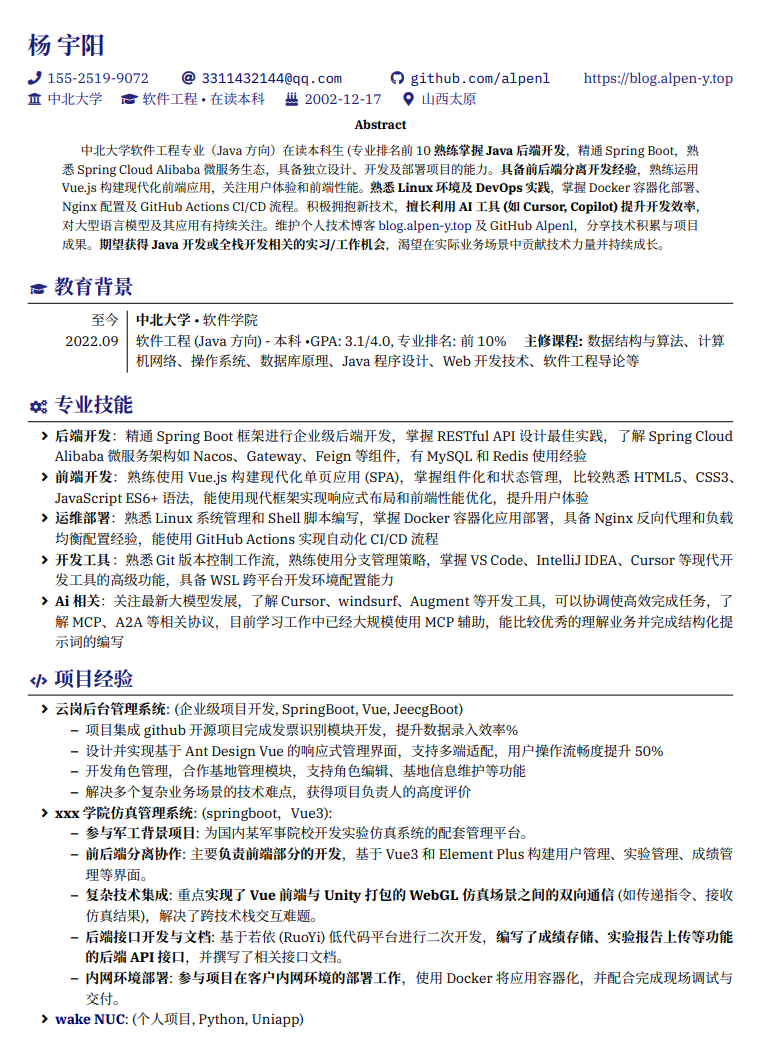 杨 宇阳
155-2519-9072 3311432144@qq.com github.com/alpenl https://blog.alpen-y.top
中北大学 软件工程 • 在读本科 2002-12-17 山西太原
Abstract
中北大学软件工程专业（Java 方向）在读本科生 (专业排名前 10 熟练掌握 Java 后端开发，精通 Spring Boot，熟
悉 Spring Cloud Alibaba 微服务生态，具备独立设计、开发及部署项目的能力。具备前后端分离开发经验，熟练运用
Vue.js 构建现代化前端应用，关注用户体验和前端性能。熟悉 Linux 环境及 DevOps 实践，掌握 Docker 容器化部署、
Nginx 配置及 GitHub Actions CI/CD 流程。积极拥抱新技术，擅长利用 AI 工具 (如 Cursor, Copilot) 提升开发效率，
对大型语言模型及其应用有持续关注。维护个人技术博客 blog.alpen-y.top 及 GitHub Alpenl，分享技术积累与项目
成果。期望获得 Java 开发或全栈开发相关的实习/工作机会，渴望在实际业务场景中贡献技术力量并持续成长。
教育背景
至今 中北大学 • 软件学院
2022.09 软件工程 (Java 方向) - 本科 •GPA: 3.1/4.0, 专业排名: 前 10% 主修课程: 数据结构与算法、计算
机网络、操作系统、数据库原理、Java 程序设计、Web 开发技术、软件工程导论等
专业技能
后端开发：精通 Spring Boot 框架进行企业级后端开发，掌握 RESTful API 设计最佳实践，了解 Spring Cloud
Alibaba 微服务架构如 Nacos、Gateway、Feign 等组件，有 MySQL 和 Redis 使用经验
前端开发：熟练使用 Vue.js 构建现代化单页应用 (SPA)，掌握组件化和状态管理，比较熟悉 HTML5、CSS3、
JavaScript ES6+ 语法，能使用现代框架实现响应式布局和前端性能优化，提升用户体验
运维部署：熟悉 Linux 系统管理和 Shell 脚本编写，掌握 Docker 容器化应用部署，具备 Nginx 反向代理和负载
均衡配置经验，能使用 GitHub Actions 实现自动化 CI/CD 流程
开发工具：熟悉 Git 版本控制工作流，熟练使用分支管理策略，掌握 VS Code、IntelliJ IDEA、Cursor 等现代开
发工具的高级功能，具备 WSL 跨平台开发环境配置能力
Ai 相关：关注最新大模型发展，了解 Cursor、windsurf、Augment 等开发工具，可以协调使高效完成任务，了
解 MCP、A2A 等相关协议，目前学习工作中已经大规模使用 MCP 辅助，能比较优秀的理解业务并完成结构化提
示词的编写
项目经验
云岗后台管理系统: (企业级项目开发, SpringBoot, Vue, JeecgBoot)
– 项目集成 github 开源项目完成发票识别模块开发，提升数据录入效率%
– 设计并实现基于 Ant Design Vue 的响应式管理界面，支持多端适配，用户操作流畅度提升 50%
– 开发角色管理，合作基地管理模块，支持角色编辑、基地信息维护等功能
– 解决多个复杂业务场景的技术难点，获得项目负责人的高度评价
xxx 学院仿真管理系统: (springboot，Vue3):
– 参与军工背景项目: 为国内某军事院校开发实验仿真系统的配套管理平台。
– 前后端分离协作: 主要负责前端部分的开发，基于 Vue3 和 Element Plus 构建用户管理、实验管理、成绩管
理等界面。
– 复杂技术集成: 重点实现了 Vue 前端与 Unity 打包的 WebGL 仿真场景之间的双向通信 (如传递指令、接收
仿真结果)，解决了跨技术栈交互难题。
– 后端接口开发与文档: 基于若依 (RuoYi) 低代码平台进行二次开发，编写了成绩存储、实验报告上传等功能
的后端 API 接口，并撰写了相关接口文档。
– 内网环境部署: 参与项目在客户内网环境的部署工作，使用 Docker 将应用容器化，并配合完成现场调试与
交付。
wake NUC: (个人项目, Python, Uniapp)